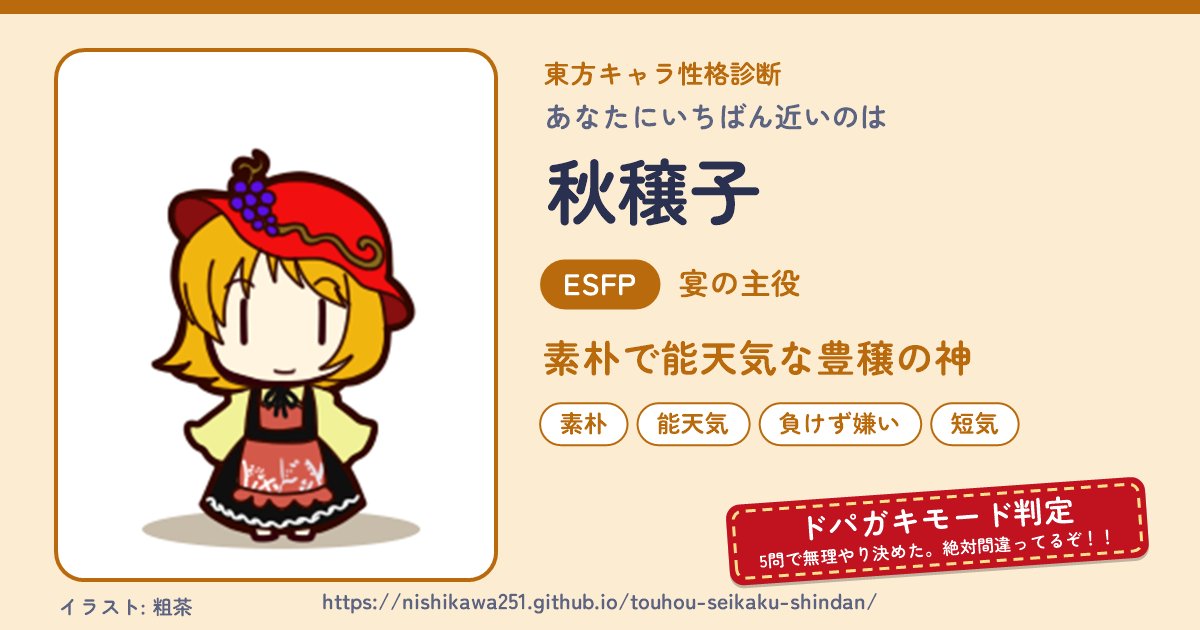 東方キャラ性格診断
あなたにいちばん近いのは
秋穣子
ESFP 宴の主役
素朴で能天気な豊穣の神
素朴 能天気 負けず嫌い 短気
ドパガキモード判定
5問で無理やり決めた。絶対間違ってるぞ！！
イラスト: 粗茶
https://nishikawa251.github.io/touhou-seikaku-shindan/